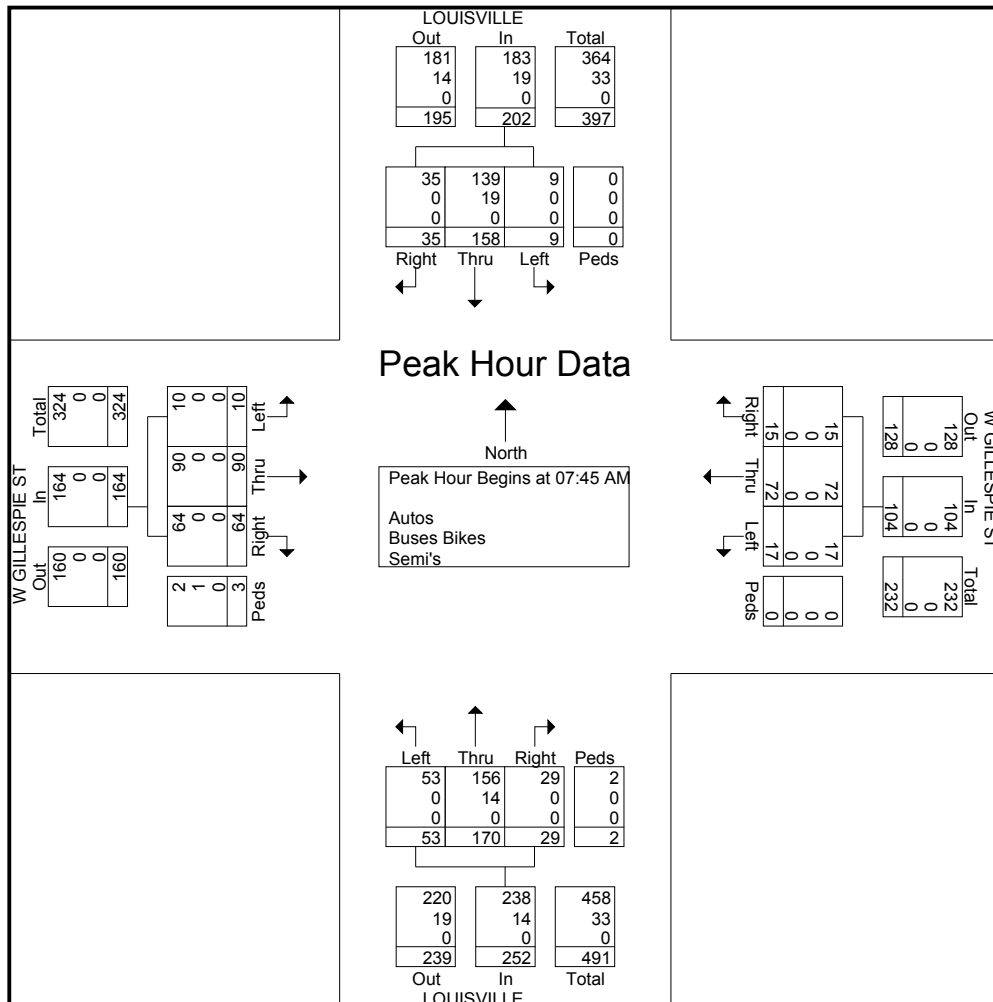 LOUISVILLE
Out In Total
181 183 364
14 19 33
0 0 0
195 202 397
35 139 9 0
0 19 0 0
0 0 0 0
35 158 9 0
Right Thru Left Peds
Peak Hour Data
North
Peak Hour Begins at 07:45 AM
Autos
Buses Bikes
Semi's
W GILLESPIE ST
Out In Total
160 164 324
0 0 0
0 0 0
160 164 324
Peds Right Thru Left
2 64 90 10
1 0 0 0
0 0 0 0
3 64 90 10
W GILLESPIE ST
Out In Total
128 104 232
0 0 0
0 0 0
128 104 232
15 72 17 0
0 0 0 0
0 0 0 0
15 72 17 0
Right Thru Left Peds
Left Thru Right Peds
53 156 29 2
0 14 0 0
0 0 0 0
53 170 29 2
220 238 458
19 14 33
0 0 0
239 252 491
Out In Total
LOUISVILLE